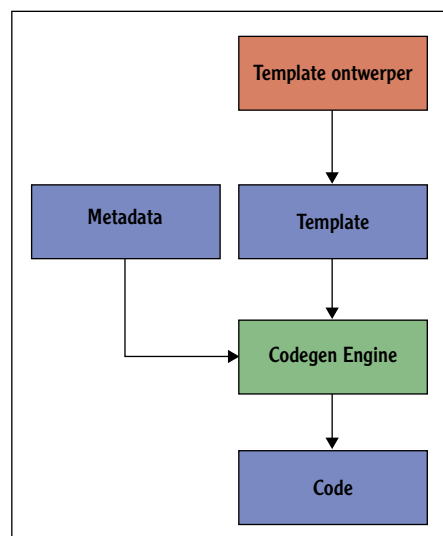 Template ontwerper
Metadata
Template
Codegen Engine
Code